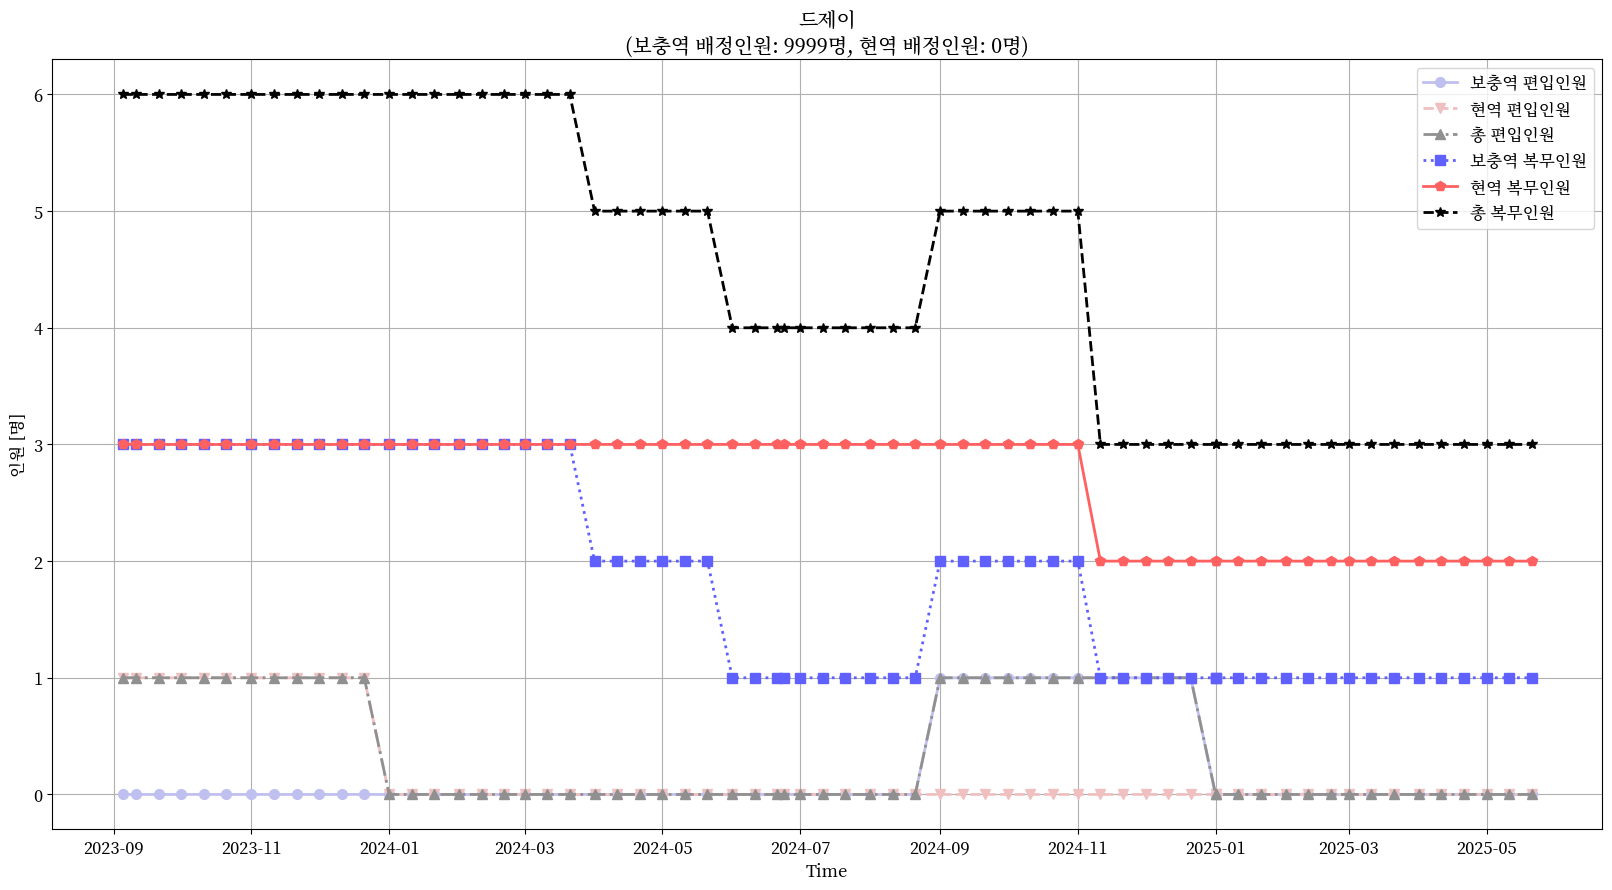 드제이
(보충역 배정인원: 9999명, 현역 배정인원: 0명)
보충역 편입인원
현역 편입인원
총 편입인원
보충역 복무인원
현역 복무인원
총 복무인원
인원 [명]
6
5
4
3
2
1
0
2023-09 2023-11 2024-01 2024-03 2024-05 2024-07 2024-09 2024-11 2025-01 2025-03 2025-05
Time